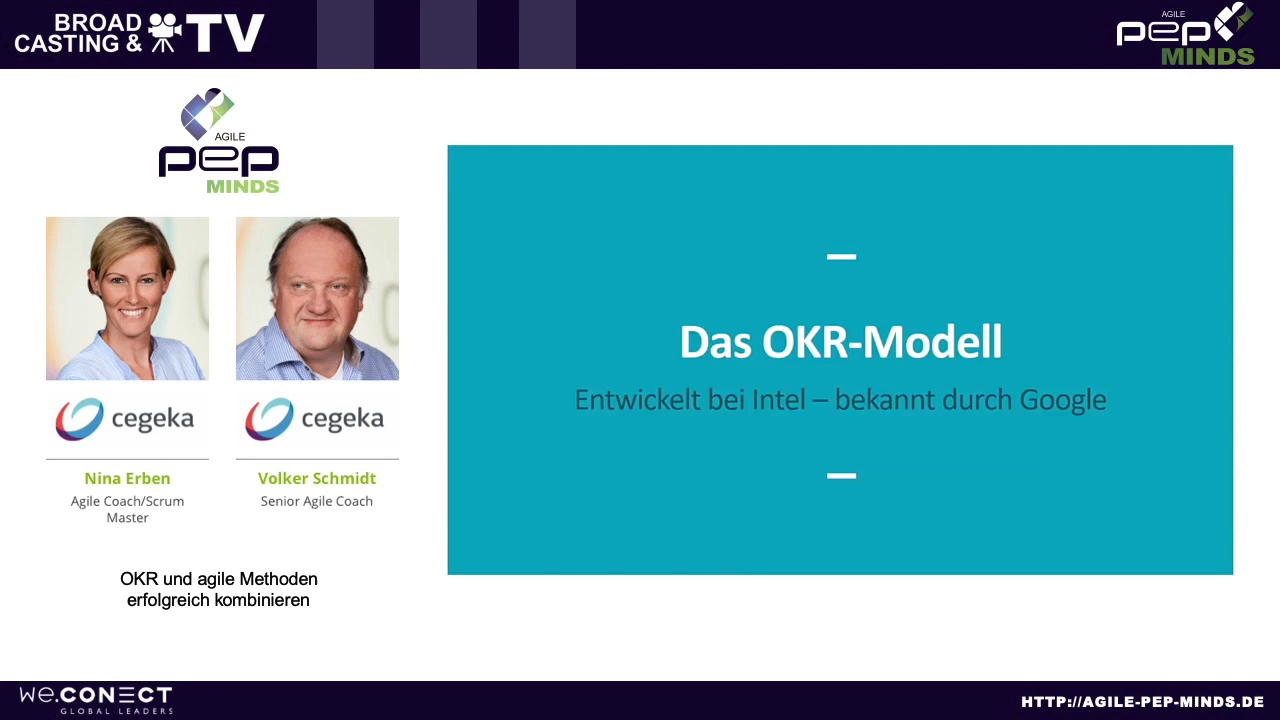 BROAD
CASTING & TV
AGILE
pep
MINDS
AGILE
pep
MINDS
cegeka
cegeka
Nina Erben
Agile Coach/Scrum
Master
Volker Schmidt
Senior Agile Coach
OKR und agile Methoden
erfolgreich kombinieren
Das OKR-Modell
Entwickelt bei Intel – bekannt durch Google
we.CONECT
GLOBAL LEADERS
HTTP://AGILE-PEP-MINDS.DE